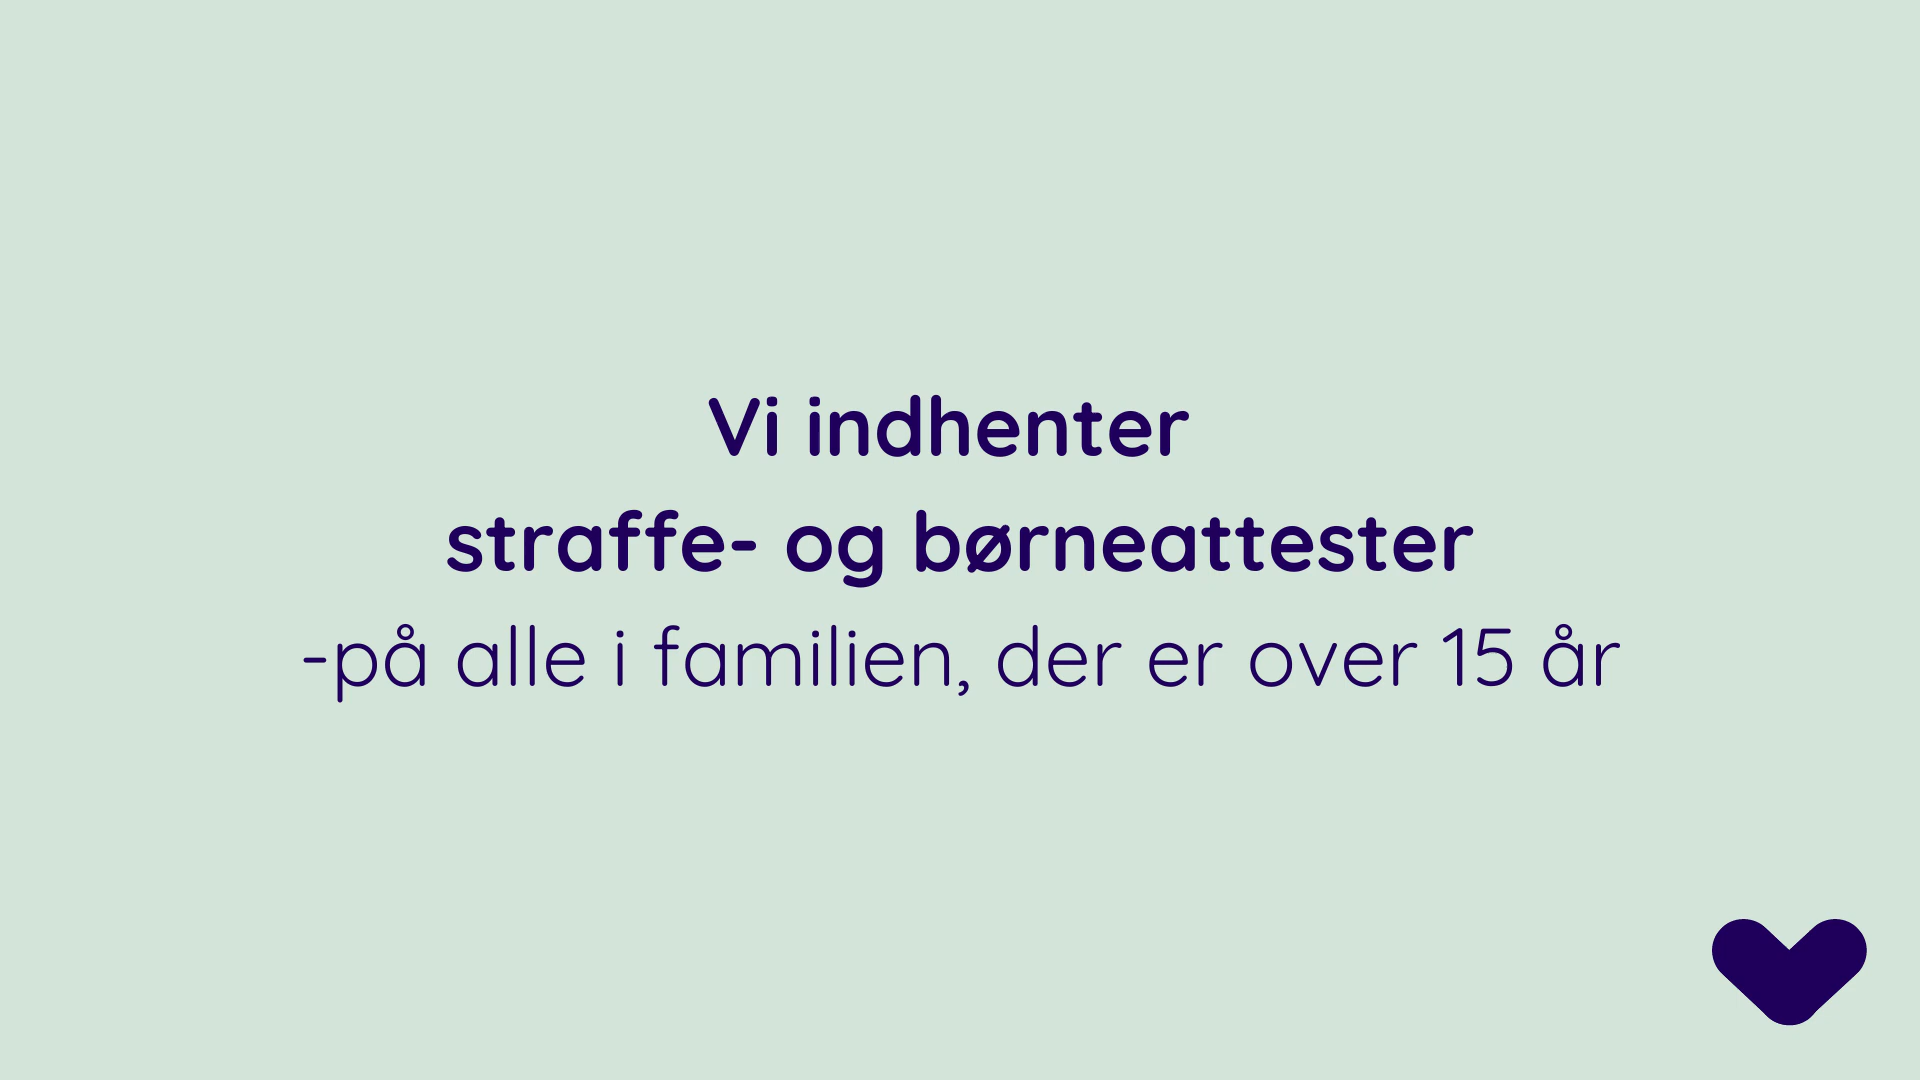 Vi indhenter
straffe- og børneattester
-på alle i familien, der er over 15 år